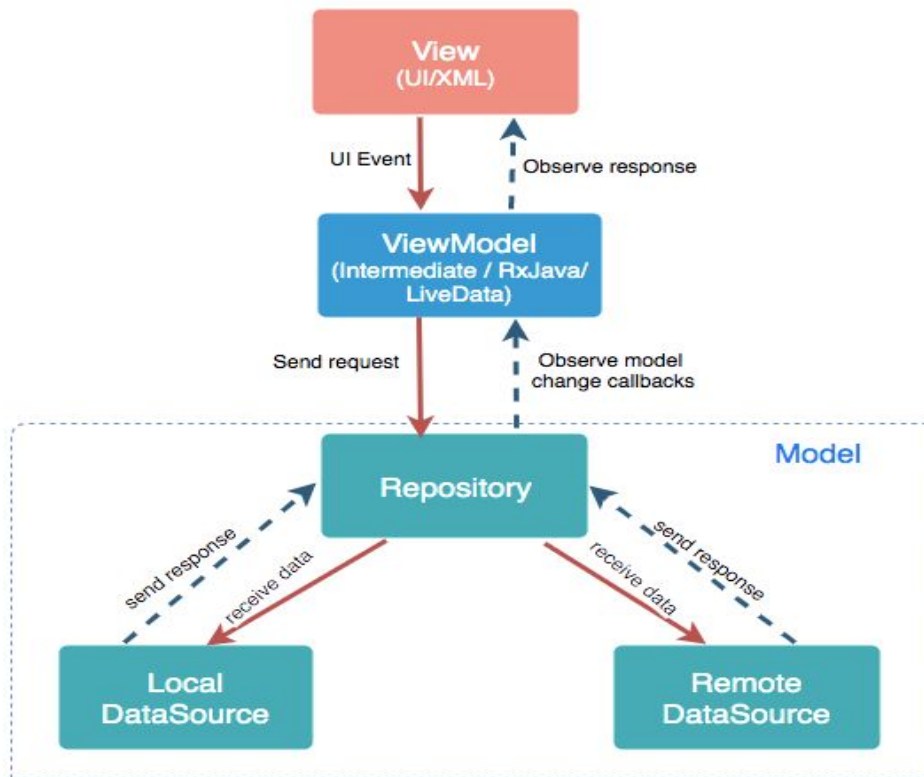 View
(UI/XML)
UI Event
Observe response
ViewModel
(Intermediate / RxJava/
LiveData)
Send request
Observe model
change callbacks
Model
Repository
send response
receive data
receive data
send response
Local
DataSource
Remote
DataSource